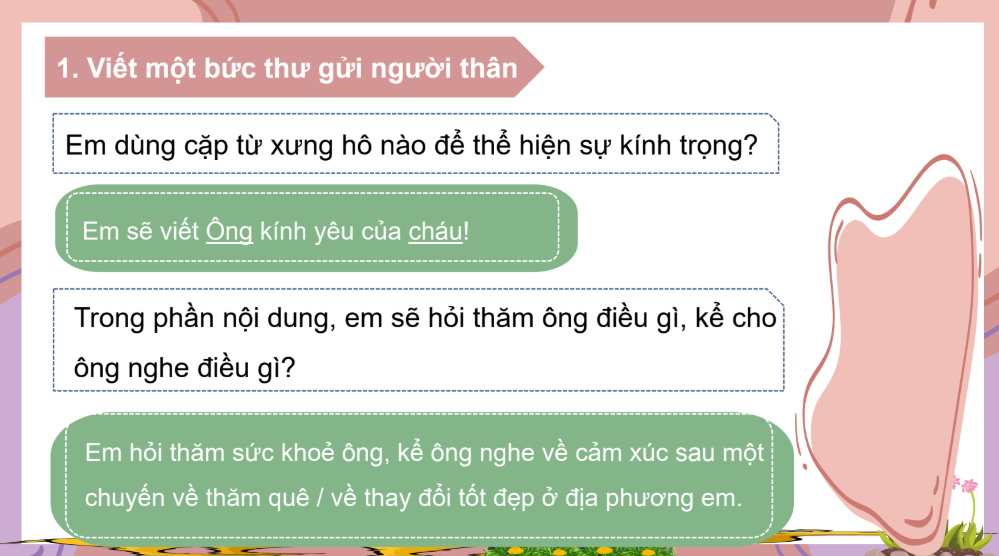 1. Viết một bức thư gửi người thân
Em dùng cặp từ xưng hô nào để thể hiện sự kính trọng?
Em sẽ viết Ông kính yêu của cháu!
Trong phần nội dung, em sẽ hỏi thăm ông điều gì, kể cho
ông nghe điều gì?
Em hỏi thăm sức khoẻ ông, kể ông nghe về cảm xúc sau một
chuyến về thăm quê / về thay đổi tốt đẹp ở địa phương em.